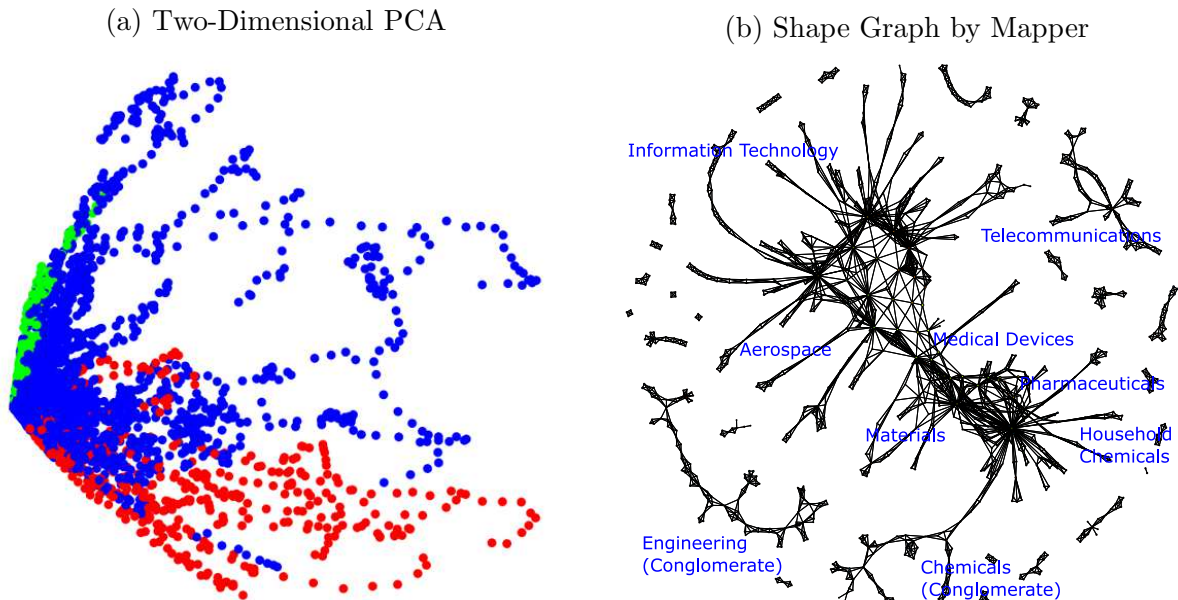 (a) Two-Dimensional PCA
(b) Shape Graph by Mapper
Information Technology
Telecommunications
Medical Devices
Aerospace
Pharmaceuticals
Materials
Household
Chemicals
Engineering
(Conglomerate)
Chemicals
(Conglomerate)